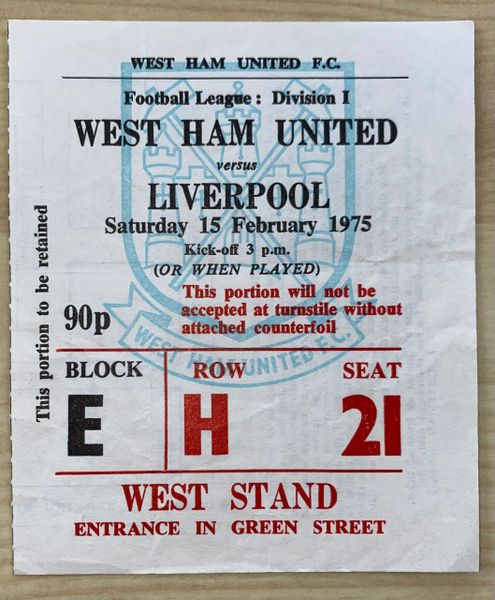 WEST HAM UNITED F.C.
Football League: Division I
WEST HAM UNITED
versus
LIVERPOOL
Saturday 15 February 1975
Kick-off 3 p.m.
(OR WHEN PLAYED)
This portion to be retained
90p
This portion will not be
accepted at turnstile without
attached counterfoil
WEST HAM UNITED F.C.
BLOCK
E
ROW
H
SEAT
21
WEST STAND
ENTRANCE IN GREEN STREET